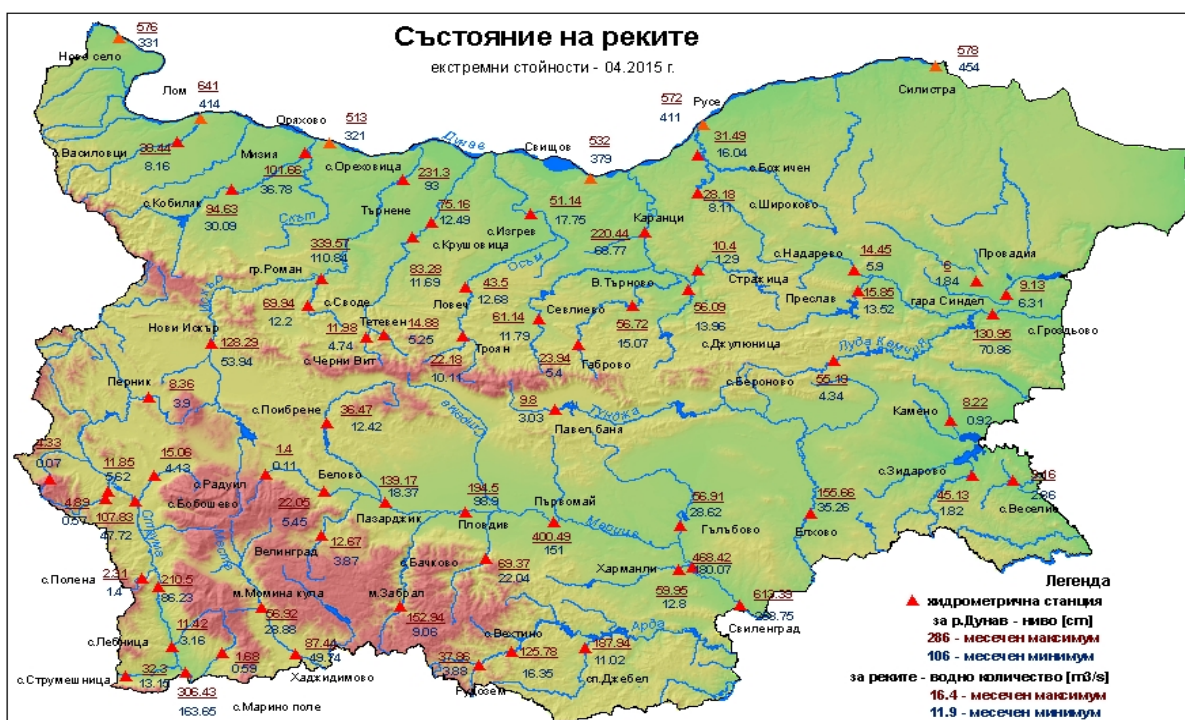 Състояние на реките
екстремни стойности - 04.2015 г.
576
331
Ново село
578
454
Силистра
Лом
641
414
572
Русе
411
Оряхово
513
321
Дунав
532
Свищов
379
31.49
16.04
с.Божичен
38.44
с.Василовци
8.16
Мизия
101.66
36.78
с.Ореховица
231.3
93
28.18
8.11
с.Широково
с.Кобиляк
94.63
30.09
Скът
Търнене
75.16
12.49
51.14
17.75
с.Изгрев
Каранци
220.44
68.77
339.57
110.84
с.Крушовица
гр.Роман
83.28
11.69
Осъм
10.4
1.29
с.Надарево
14.45
5.9
Провадия
6
1.84
Стражица
Искър
43.5
12.68
Ловеч
В.Търново
Преслав
15.85
13.52
гара Синдел
9.13
6.31
69.94
12.2
с.Своде
61.14
11.79
Севлиево
56.09
13.96
56.72
15.07
130.95
70.86
с.Гроздьово
Нови Искър
128.29
53.94
11.98
4.74
Тетевен
14.88
5.25
с.Черни Вит
22.18
10.11
Троян
23.94
5.4
Габрово
с.Джулюница
Луда Камчия
с.Бероново
55.19
4.34
Перник
8.36
3.9
с.Поибрене
36.47
12.42
9.8
3.03
Тунджа
Павел баня
Камено
8.22
0.92
4.33
0.07
11.85
5.62
15.06
4.13
1.4
0.11
с.Радуил
Белово
139.17
18.37
Пазарджик
194.5
98.9
Пловдив
Първомай
400.49
151
Марица
56.91
28.62
Гълъбово
155.66
35.26
Елхово
с.Зидарово
45.13
1.82
9.16
2.86
с.Веселие
4.89
0.57
107.83
47.72
с.Бобошево
22.05
5.45
Струма
Места
Велинград
12.67
3.87
с.Бачково
69.37
22.04
Харманли
468.42
180.07
59.95
12.8
613.39
Свиленград
с.Полена
2.31
1.4
210.5
86.23
м.Момина кула
56.92
28.88
м.Забрал
152.94
9.06
Арда
с.Вехтино
125.78
16.35
187.94
11.02
сп.Джебел
с.Лебница
11.42
3.16
1.68
0.59
87.44
49.74
Хаджидимово
37.86
3.88
Рудозем
с.Струмешница
32.3
13.15
306.43
163.65
с.Марино поле
Легенда
хидрометрична станция
за р.Дунав - ниво [cm]
286 - месечен максимум
106 - месечен минимум
за реките - водно количество [m3/s]
16.4 - месечен максимум
11.9 - месечен минимум